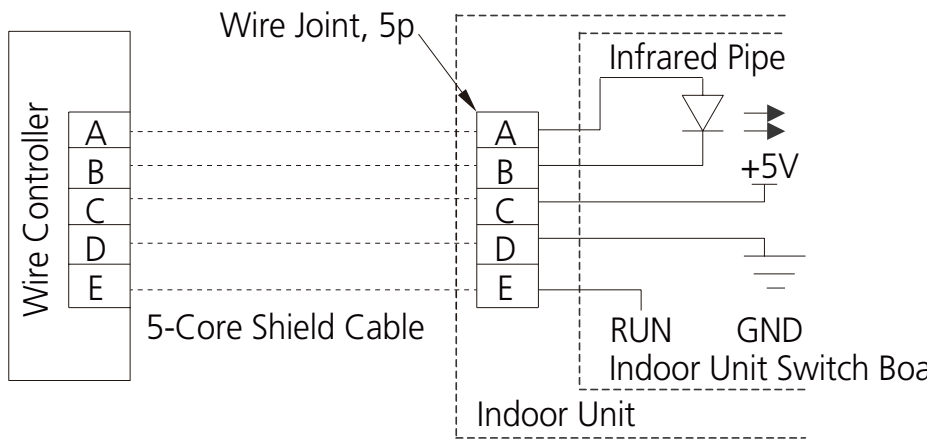 Wire Joint, 5p
Infrared Pipe
Wire Controller
A
B
C
D
E
A
B
C
D
E
+5V
5-Core Shield Cable
RUN
GND
Indoor Unit Switch
Indoor Unit